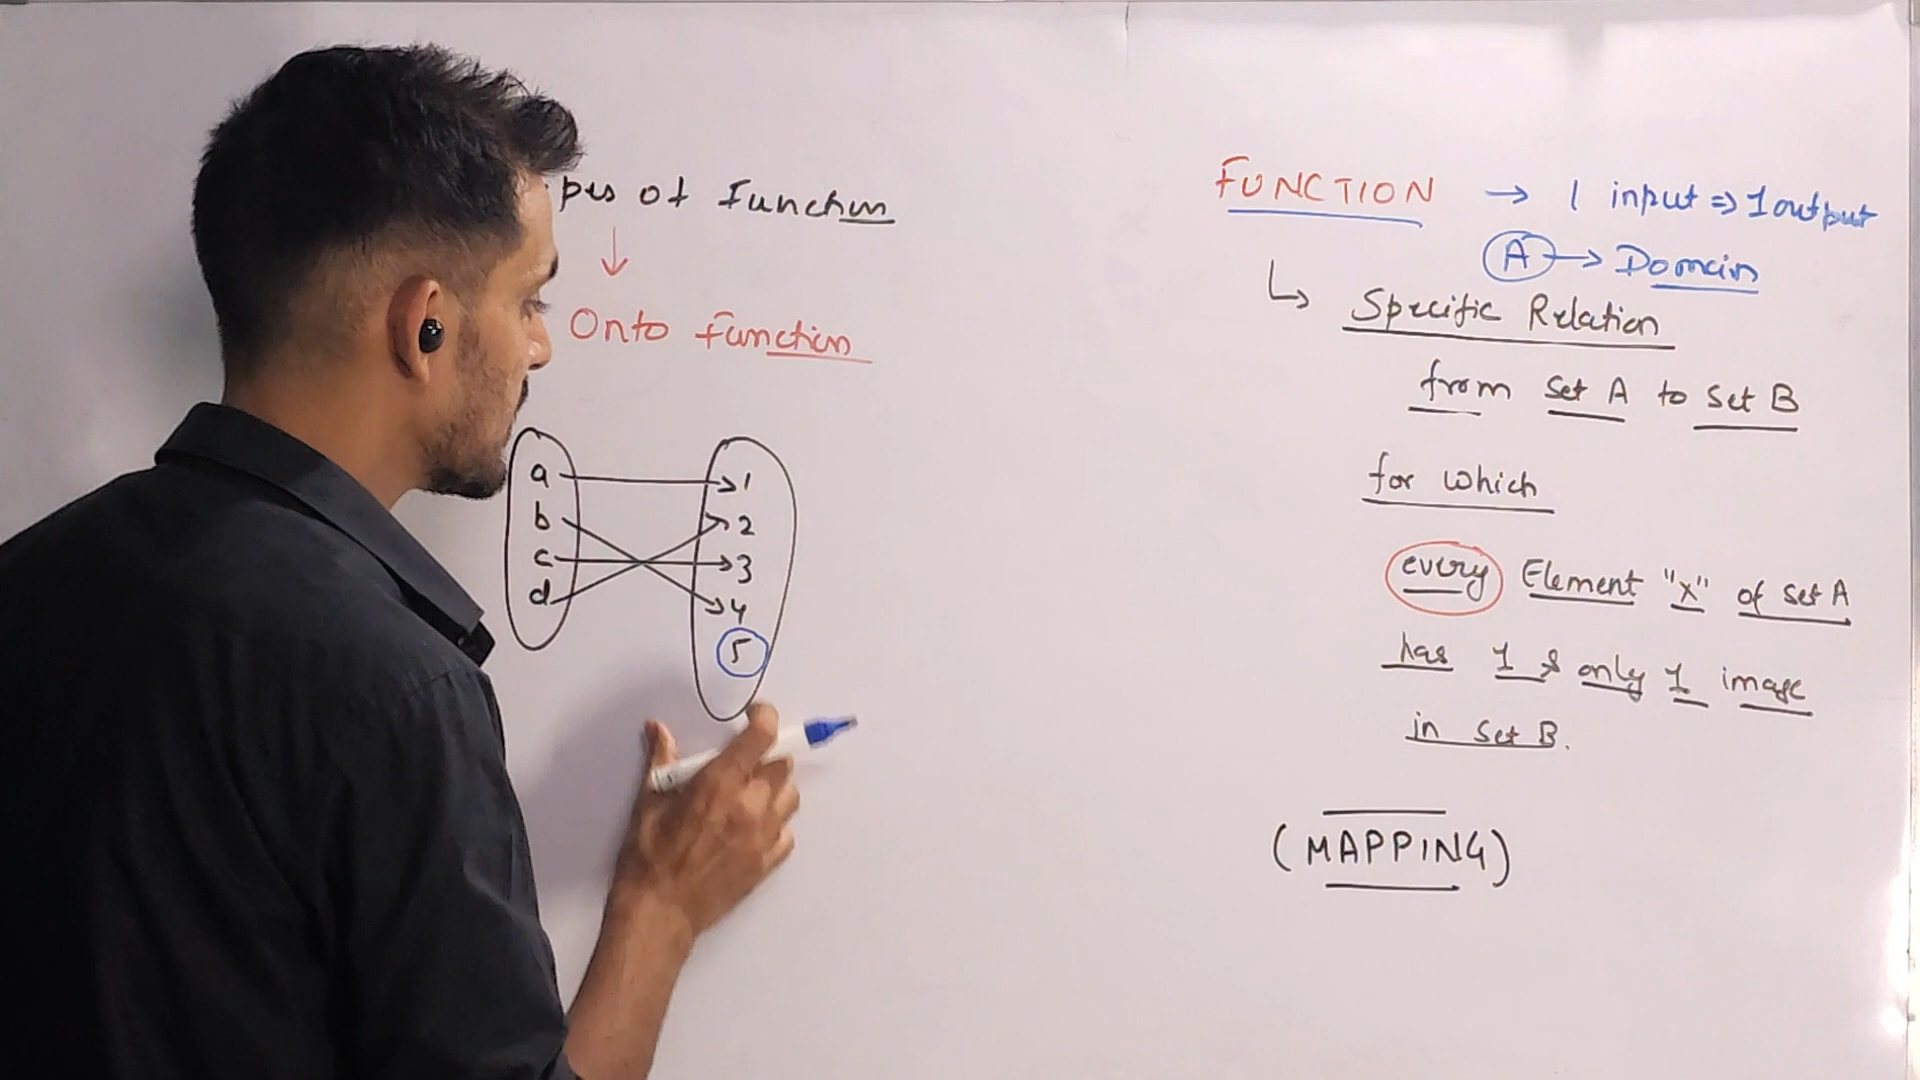 pes of Function
↓
Onto function
a → 1
b 2
c → 3
d 4
5
FUNCTION → 1 input ⇒ 1 output
A → Domain
↳ Specific Relation
from Set A to Set B
for which
every Element "x" of Set A
has 1 & only 1 image
in Set B.
(MAPPING)